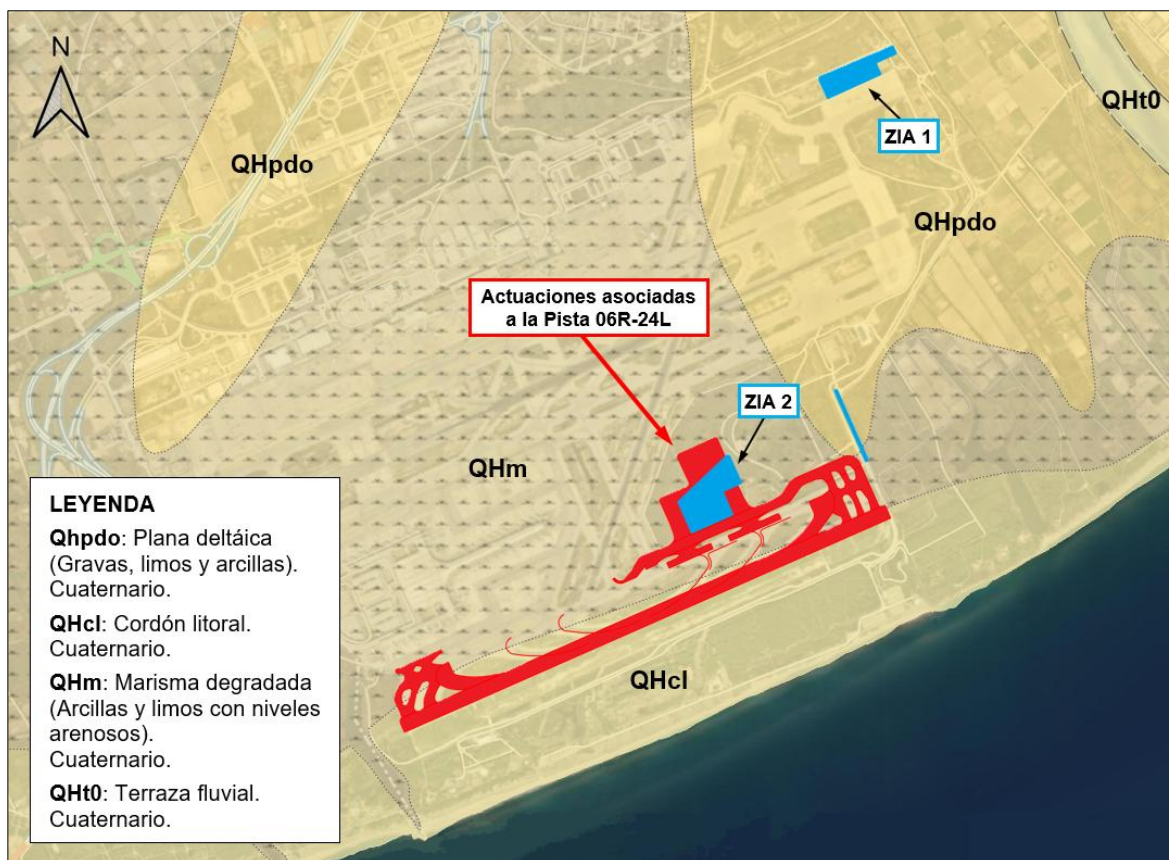 N
QHpdo
ZIA 1
QHt0
QHpdo
Actuaciones asociadas
a la Pista 06R-24L
ZIA 2
QHm
QHcl
LEYENDA
Qhpdo: Plana deltáica
(Gravas, limos y arcillas).
Cuaternario.
QHcl: Cordón litoral.
Cuaternario.
QHm: Marisma degradada
(Arcillas y limos con niveles
arenosos).
Cuaternario.
QHt0: Terraza fluvial.
Cuaternario.